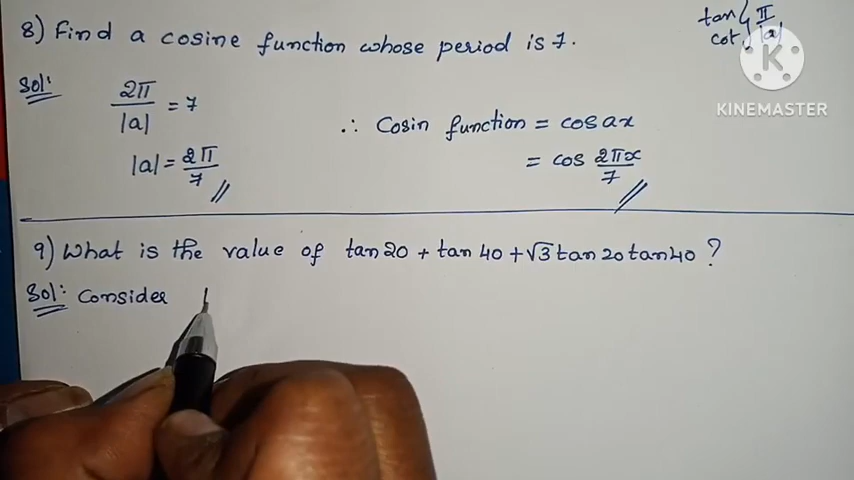 8) Find a cosine function whose period is 7.
tan
cot
π
|a|
KINEMASTER
Sol:
2π
|a|
= 7
|a| = 2π
7
∴ Cosin function = cos ax
= cos 2πx
7
9) What is the value of tan20 + tan 40 + √3 tan 20 tan 40 ?
Sol: Consider